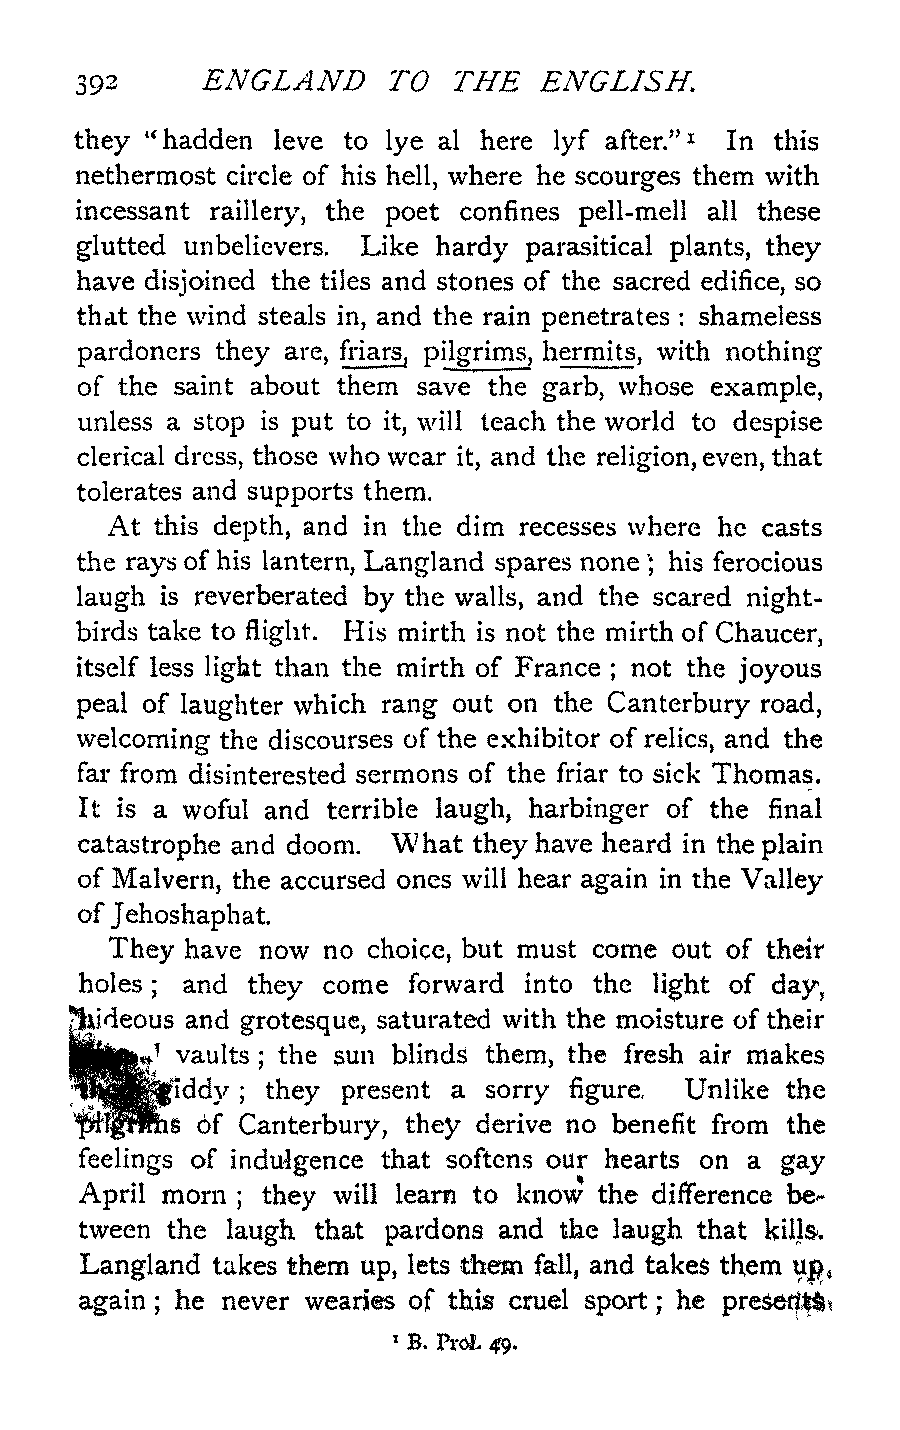 392 ENGLAND TO THE ENGLISH.
they "hadden leve to lye al here lyf after." ¹ In this
nethermost circle of his hell, where he scourges them with
incessant raillery, the poet confines pell-mell all these
glutted unbelievers. Like hardy parasitical plants, they
have disjoined the tiles and stones of the sacred edifice, so
that the wind steals in, and the rain penetrates : shameless
pardoners they are, friars, pilgrims, hermits, with nothing
of the saint about them save the garb, whose example,
unless a stop is put to it, will teach the world to despise
clerical dress, those who wear it, and the religion, even, that
tolerates and supports them.
At this depth, and in the dim recesses where he casts
the rays of his lantern, Langland spares none ; his ferocious
laugh is reverberated by the walls, and the scared night-
birds take to flight. His mirth is not the mirth of Chaucer,
itself less light than the mirth of France ; not the joyous
peal of laughter which rang out on the Canterbury road,
welcoming the discourses of the exhibitor of relics, and the
far from disinterested sermons of the friar to sick Thomas.
It is a woful and terrible laugh, harbinger of the final
catastrophe and doom. What they have heard in the plain
of Malvern, the accursed ones will hear again in the Valley
of Jehoshaphat.
They have now no choice, but must come out of their
holes ; and they come forward into the light of day,
hideous and grotesque, saturated with the moisture of their
vaults ; the sun blinds them, the fresh air makes
giddy ; they present a sorry figure. Unlike the
pilgrims of Canterbury, they derive no benefit from the
feelings of indulgence that softens our hearts on a gay
April morn ; they will learn to know the difference be-
tween the laugh that pardons and the laugh that kills.
Langland takes them up, lets them fall, and takes them up
again ; he never wearies of this cruel sport ; he presents
¹ B. Prol. 49.